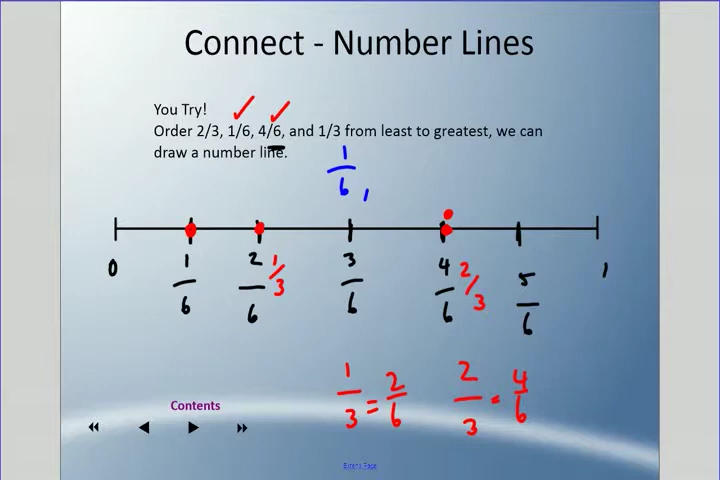 Connect - Number Lines
You Try!
Order 2/3, 1/6, 4/6, and 1/3 from least to greatest, we can
draw a number line.
1/6,
0 1/6 2/6 1/3 3/6 4/6 2/3 5/6 1
1/3 = 2/6 2/3 = 4/6
Contents
Extend Page